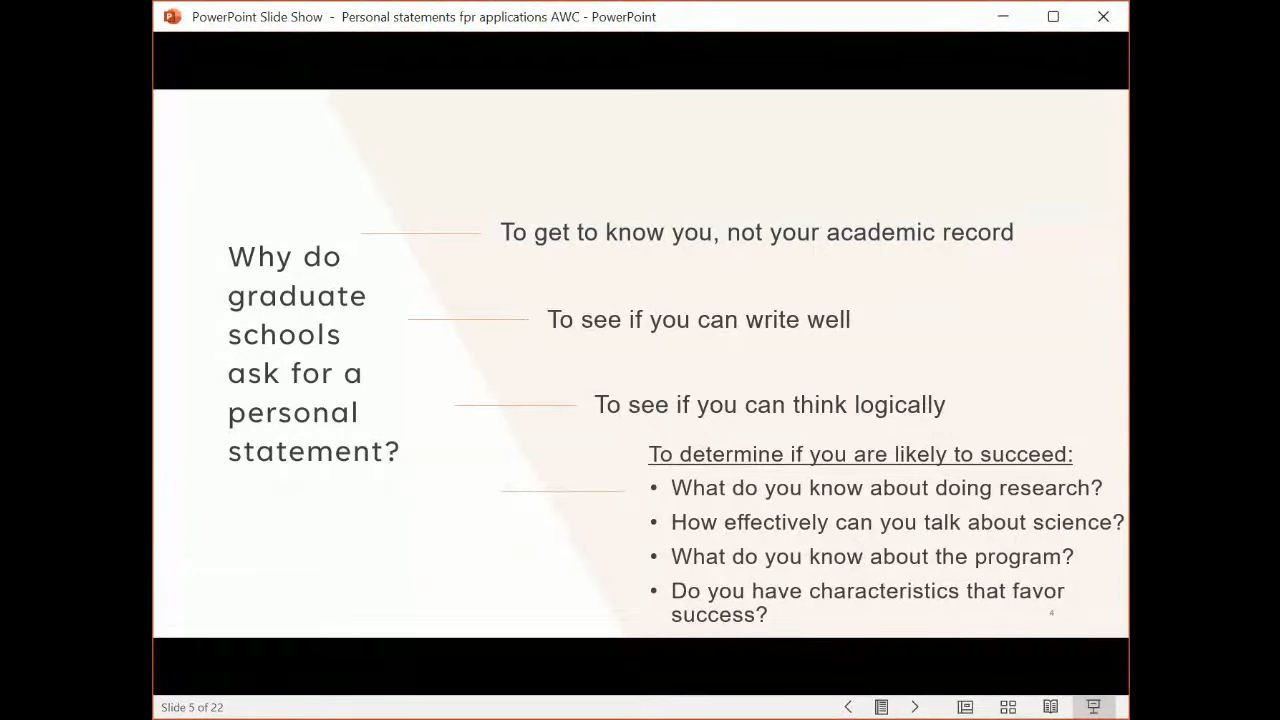 PowerPoint Slide Show - Personal statements fpr applications AWC - PowerPoint
Why do
graduate
schools
ask for a
personal
statement?
To get to know you, not your academic record
To see if you can write well
To see if you can think logically
To determine if you are likely to succeed:
• What do you know about doing research?
• How effectively can you talk about science?
• What do you know about the program?
• Do you have characteristics that favor
success?
4
Slide 5 of 22